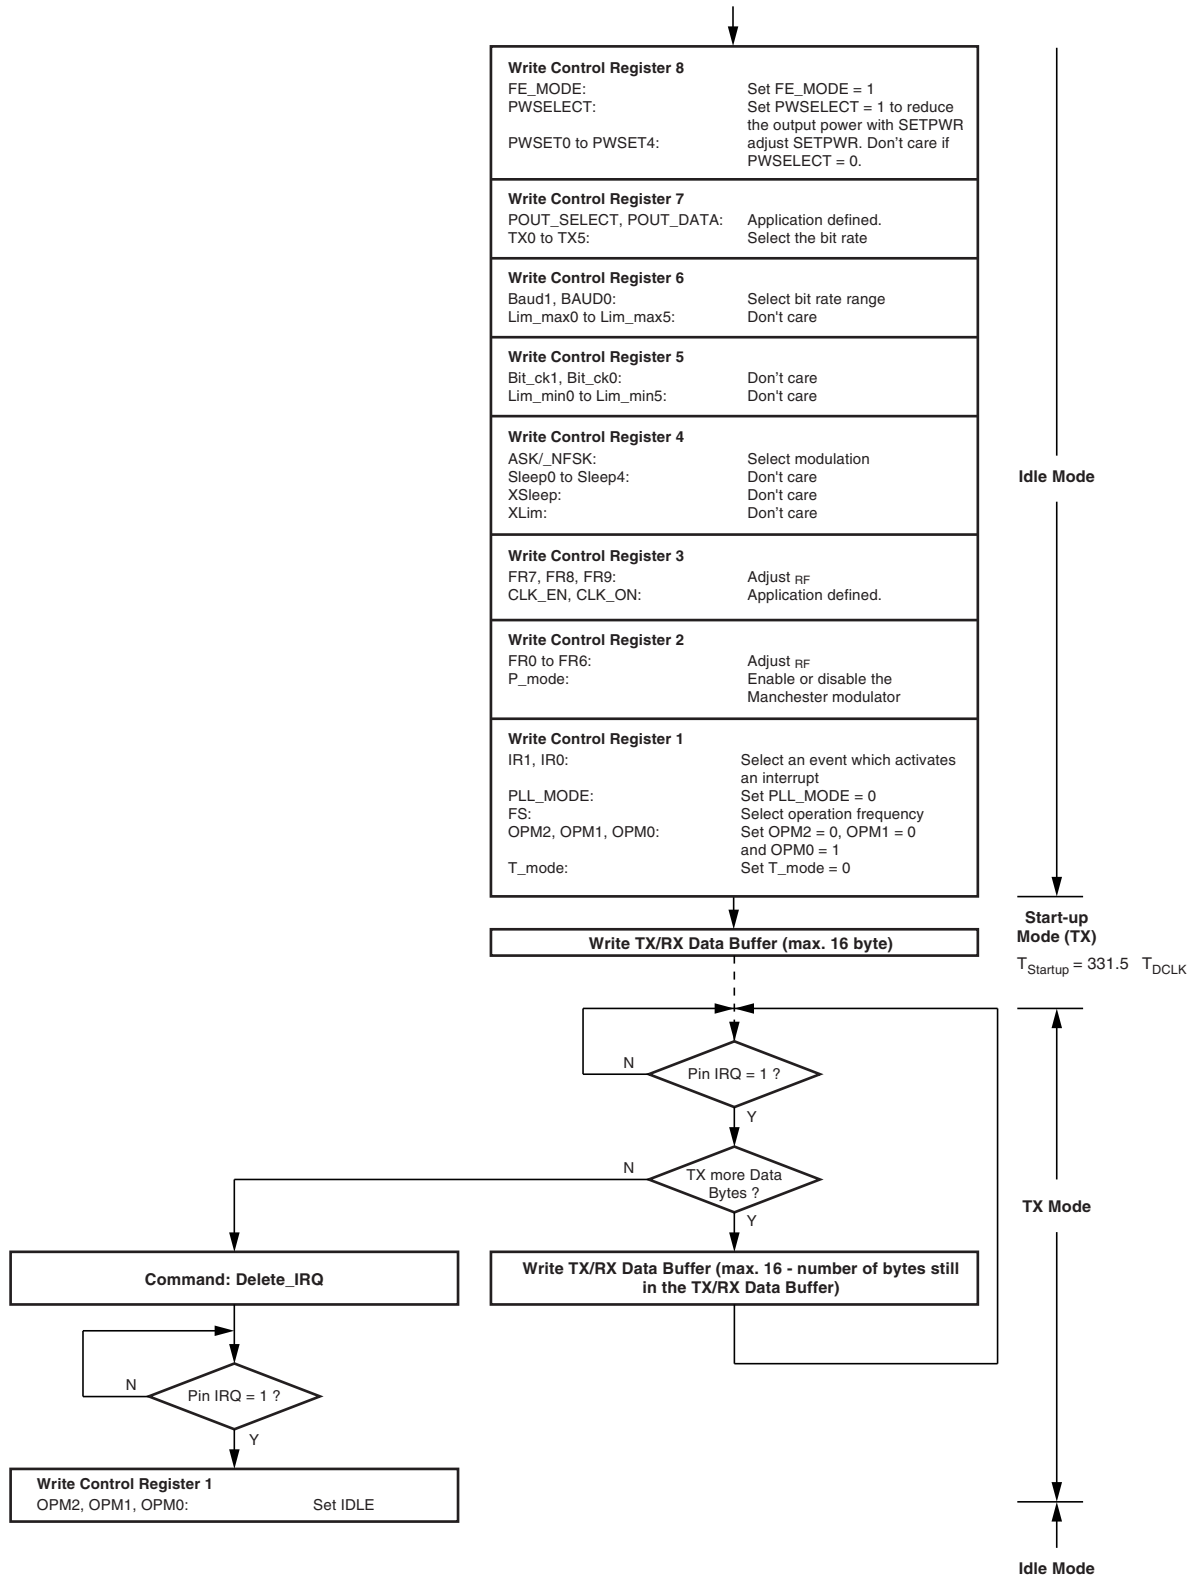 Write Control Register 8
FE_MODE: Set FE_MODE = 1
PWSELECT: Set PWSELECT = 1 to reduce
the output power with SETPWR
PWSET0 to PWSET4: adjust SETPWR. Don't care if
PWSELECT = 0.
Write Control Register 7
POUT_SELECT, POUT_DATA: Application defined.
TX0 to TX5: Select the bit rate
Write Control Register 6
Baud1, BAUD0: Select bit rate range
Lim_max0 to Lim_max5: Don't care
Write Control Register 5
Bit_ck1, Bit_ck0: Don't care
Lim_min0 to Lim_min5: Don't care
Write Control Register 4
ASK/_NFSK: Select modulation
Sleep0 to Sleep4: Don't care
XSleep: Don't care
XLim: Don't care
Idle Mode
Write Control Register 3
FR7, FR8, FR9: Adjust RF
CLK_EN, CLK_ON: Application defined.
Write Control Register 2
FR0 to FR6: Adjust RF
P_mode: Enable or disable the
Manchester modulator
Write Control Register 1
IR1, IR0: Select an event which activates
an interrupt
PLL_MODE: Set PLL_MODE = 0
FS: Select operation frequency
OPM2, OPM1, OPM0: Set OPM2 = 0, OPM1 = 0
and OPM0 = 1
T_mode: Set T_mode = 0
Write TX/RX Data Buffer (max. 16 byte)
Start-up
Mode (TX)
TStartup = 331.5 TDCLK
N
Pin IRQ = 1 ?
Y
N
TX more Data
Bytes ?
Y
TX Mode
Command: Delete_IRQ
Write TX/RX Data Buffer (max. 16 - number of bytes still
in the TX/RX Data Buffer)
N
Pin IRQ = 1 ?
Y
Write Control Register 1
OPM2, OPM1, OPM0: Set IDLE
Idle Mode